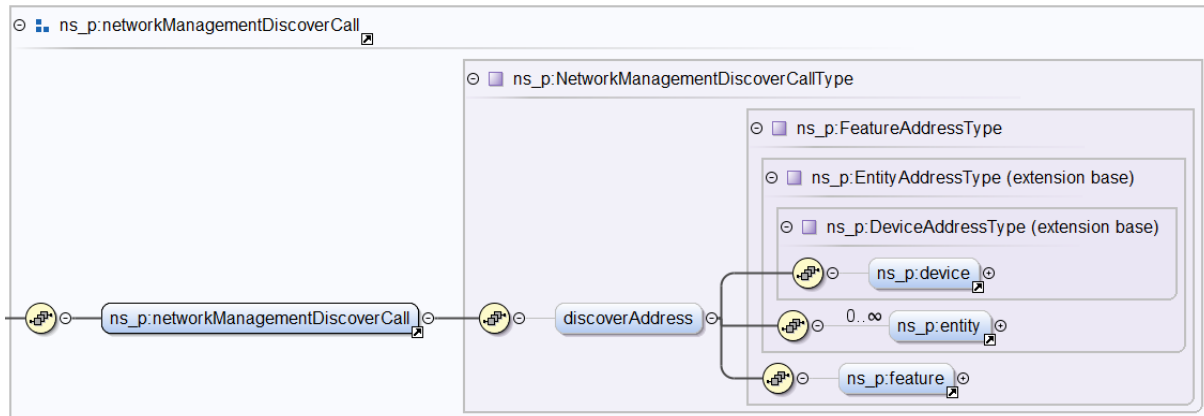 ns_p:networkManagementDiscoverCall
ns_p:NetworkManagementDiscoverCallType
ns_p:FeatureAddressType
ns_p:EntityAddressType (extension base)
ns_p:DeviceAddressType (extension base)
ns_p:device
ns_p:networkManagementDiscoverCall
discoverAddress
0..∞
ns_p:entity
ns_p:feature